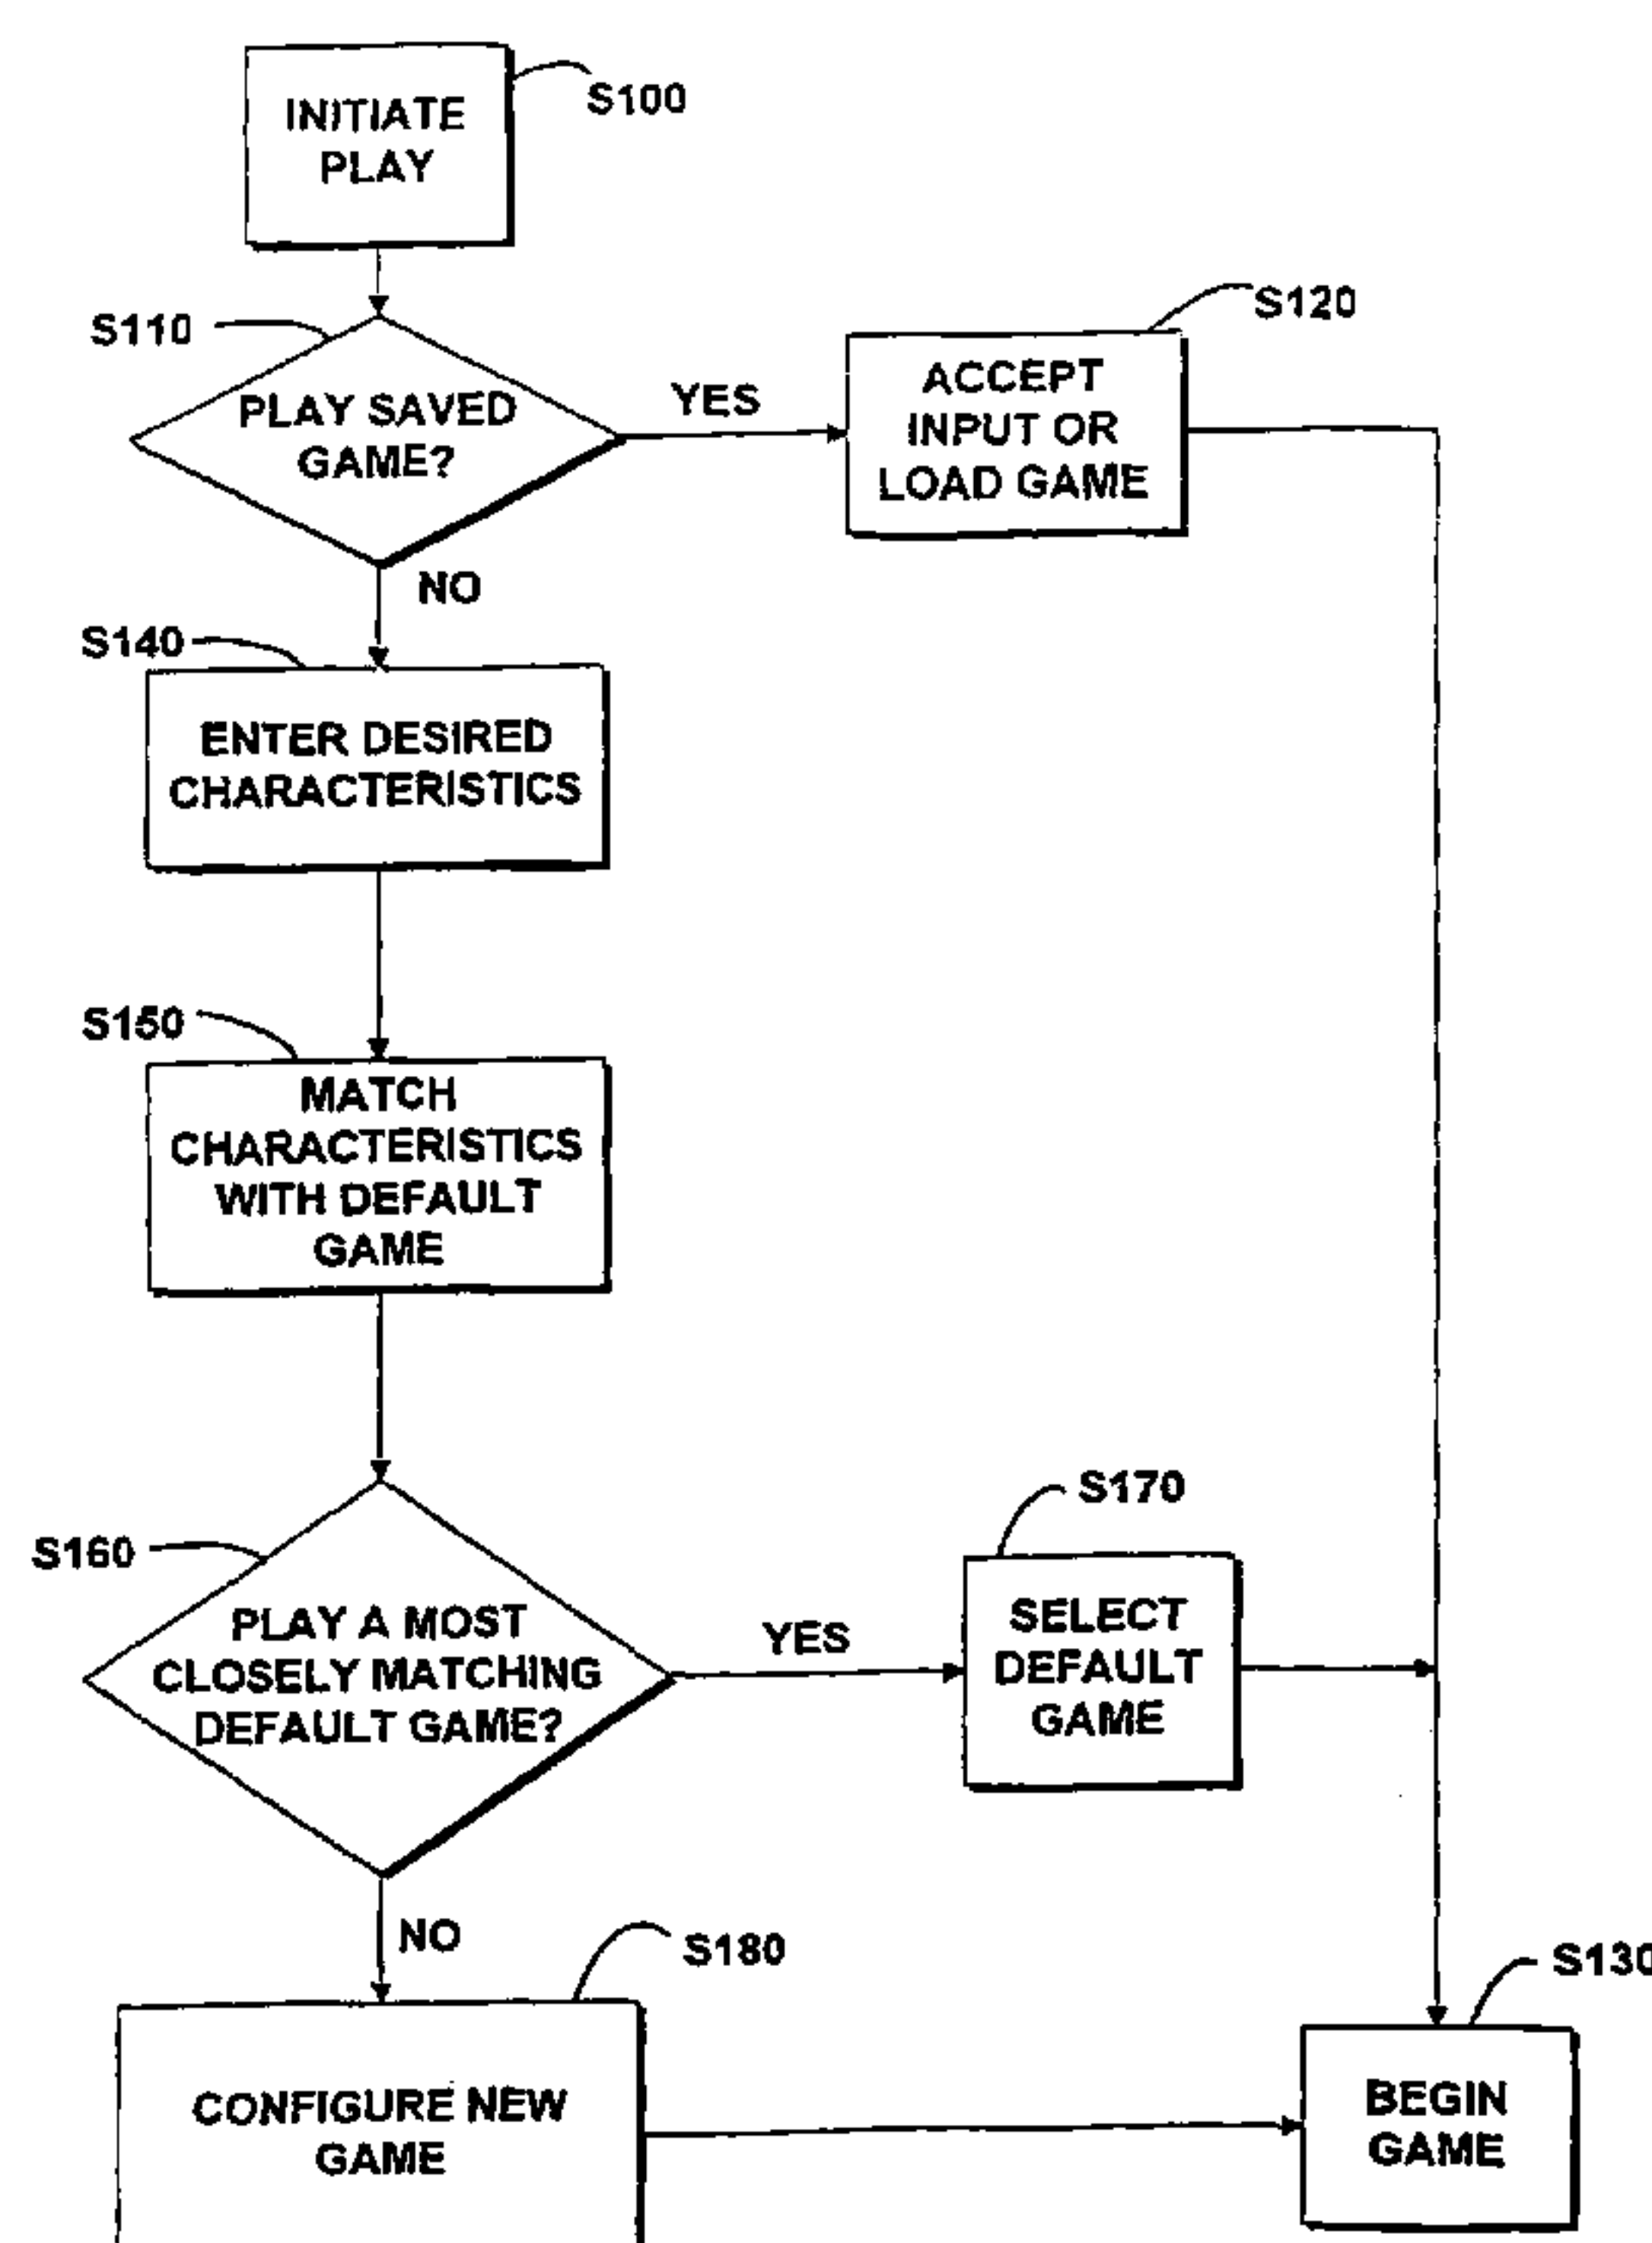 INITIATE
PLAY
S100
S110
PLAY SAVED
GAME?
YES
S120
ACCEPT
INPUT OR
LOAD GAME
NO
S140
ENTER DESIRED
CHARACTERISTICS
S150
MATCH
CHARACTERISTICS
WITH DEFAULT
GAME
S160
PLAY A MOST
CLOSELY MATCHING
DEFAULT GAME?
YES
S170
SELECT
DEFAULT
GAME
NO
S180
CONFIGURE NEW
GAME
S130
BEGIN
GAME